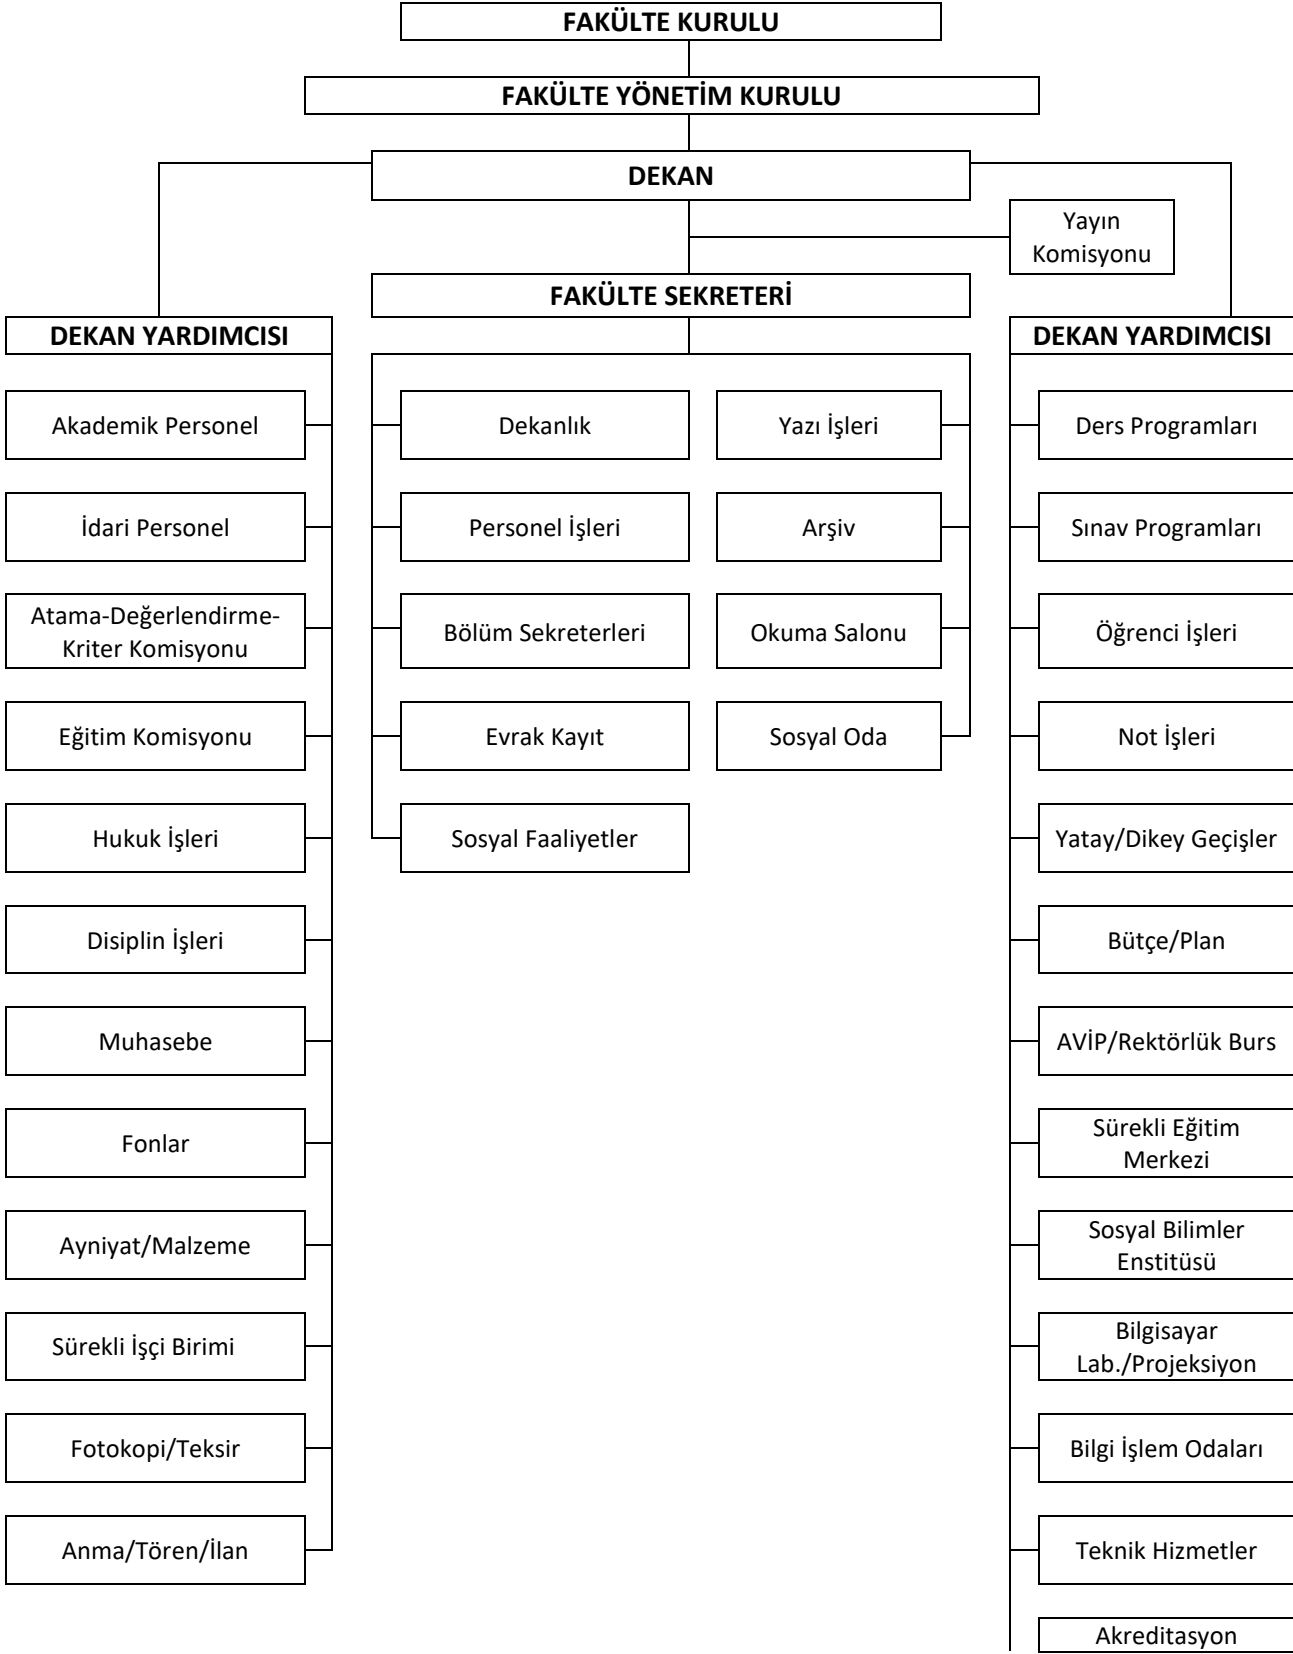 FAKÜLTE KURULU
FAKÜLTE YÖNETİM KURULU
DEKAN
Yayın
Komisyonu
FAKÜLTE SEKRETERİ
DEKAN YARDIMCISI
Akademik Personel
İdari Personel
Atama-Değerlendirme-
Kriter Komisyonu
Eğitim Komisyonu
Hukuk İşleri
Disiplin İşleri
Muhasebe
Fonlar
Ayniyat/Malzeme
Sürekli İşçi Birimi
Fotokopi/Teksir
Anma/Tören/İlan
Dekanlık
Personel İşleri
Bölüm Sekreterleri
Evrak Kayıt
Sosyal Faaliyetler
Yazı İşleri
Arşiv
Okuma Salonu
Sosyal Oda
DEKAN YARDIMCISI
Ders Programları
Sınav Programları
Öğrenci İşleri
Not İşleri
Yatay/Dikey Geçişler
Bütçe/Plan
AVİP/Rektörlük Burs
Sürekli Eğitim
Merkezi
Sosyal Bilimler
Enstitüsü
Bilgisayar
Lab./Projeksiyon
Bilgi İşlem Odaları
Teknik Hizmetler
Akreditasyon